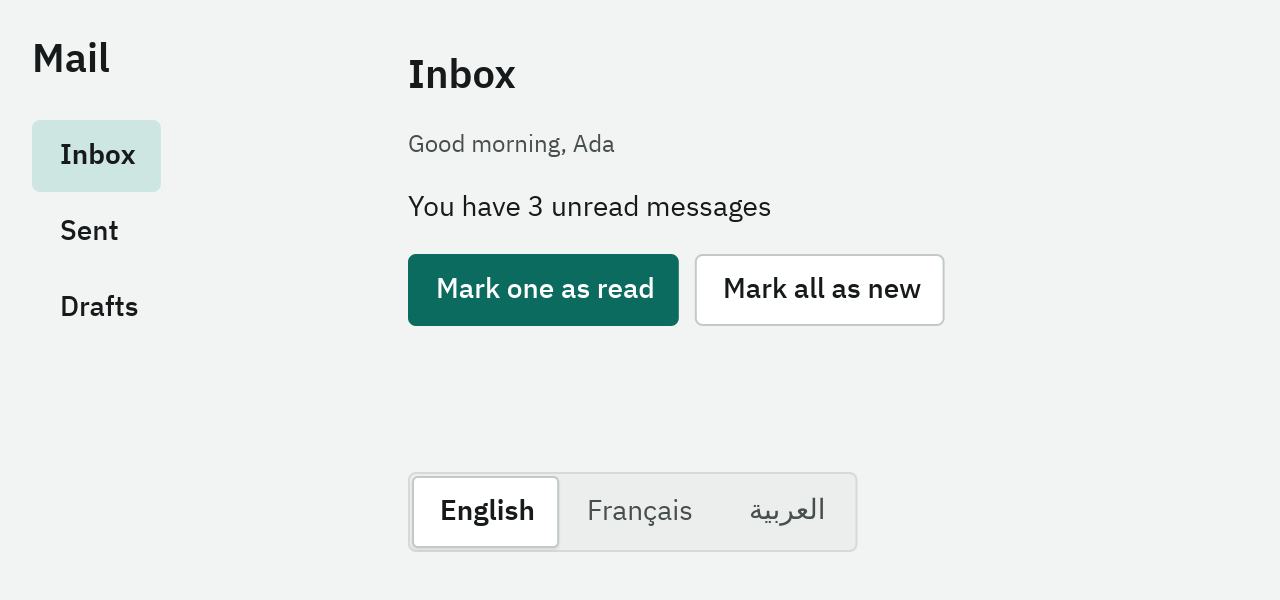 Mail
Inbox
Sent
Drafts
Inbox
Good morning, Ada
You have 3 unread messages
Mark one as read
Mark all as new
English
Français
العربية